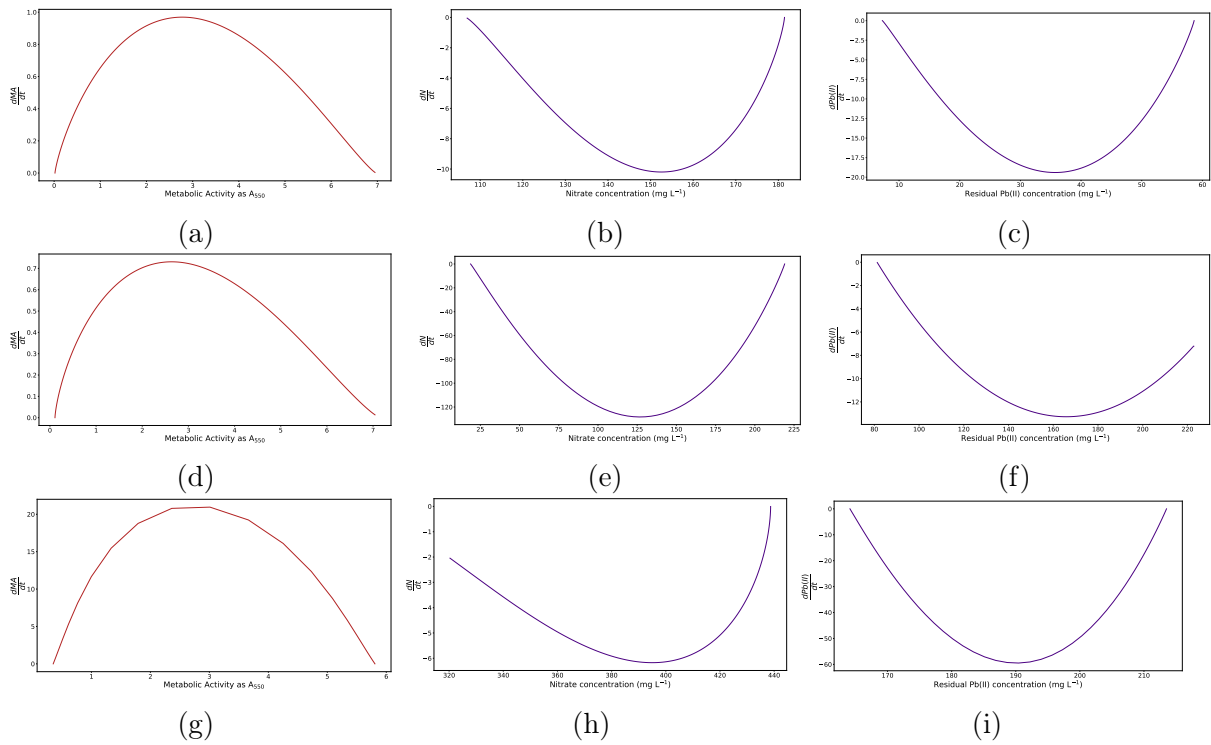 1.0
0.8
0.6
0.4
0.2
0.0
dMA
dt
0 1 2 3 4 5 6 7
Metabolic Activity as A550
(a)
0
−2
−4
−6
−8
−10
dN
dt
110 120 130 140 150 160 170 180
Nitrate concentration (mg L−1)
(b)
0.0
−2.5
−5.0
−7.5
−10.0
−12.5
−15.0
−17.5
−20.0
dPb(II)
dt
10 20 30 40 50 60
Residual Pb(II) concentration (mg L−1)
(c)
0.7
0.6
0.5
0.4
0.3
0.2
0.1
0.0
dMA
dt
0 1 2 3 4 5 6 7
Metabolic Activity as A550
(d)
0
−20
−40
−60
−80
−100
−120
dN
dt
25 50 75 100 125 150 175 200 225
Nitrate concentration (mg L−1)
(e)
0
−2
−4
−6
−8
−10
−12
dPb(II)
dt
80 100 120 140 160 180 200 220
Residual Pb(II) concentration (mg L−1)
(f)
20
15
10
5
0
dMA
dt
1 2 3 4 5 6
Metabolic Activity as A550
(g)
0
−1
−2
−3
−4
−5
−6
dN
dt
320 340 360 380 400 420 440
Nitrate concentration (mg L−1)
(h)
0
−10
−20
−30
−40
−50
−60
dPb(II)
dt
170 180 190 200 210
Residual Pb(II) concentration (mg L−1)
(i)